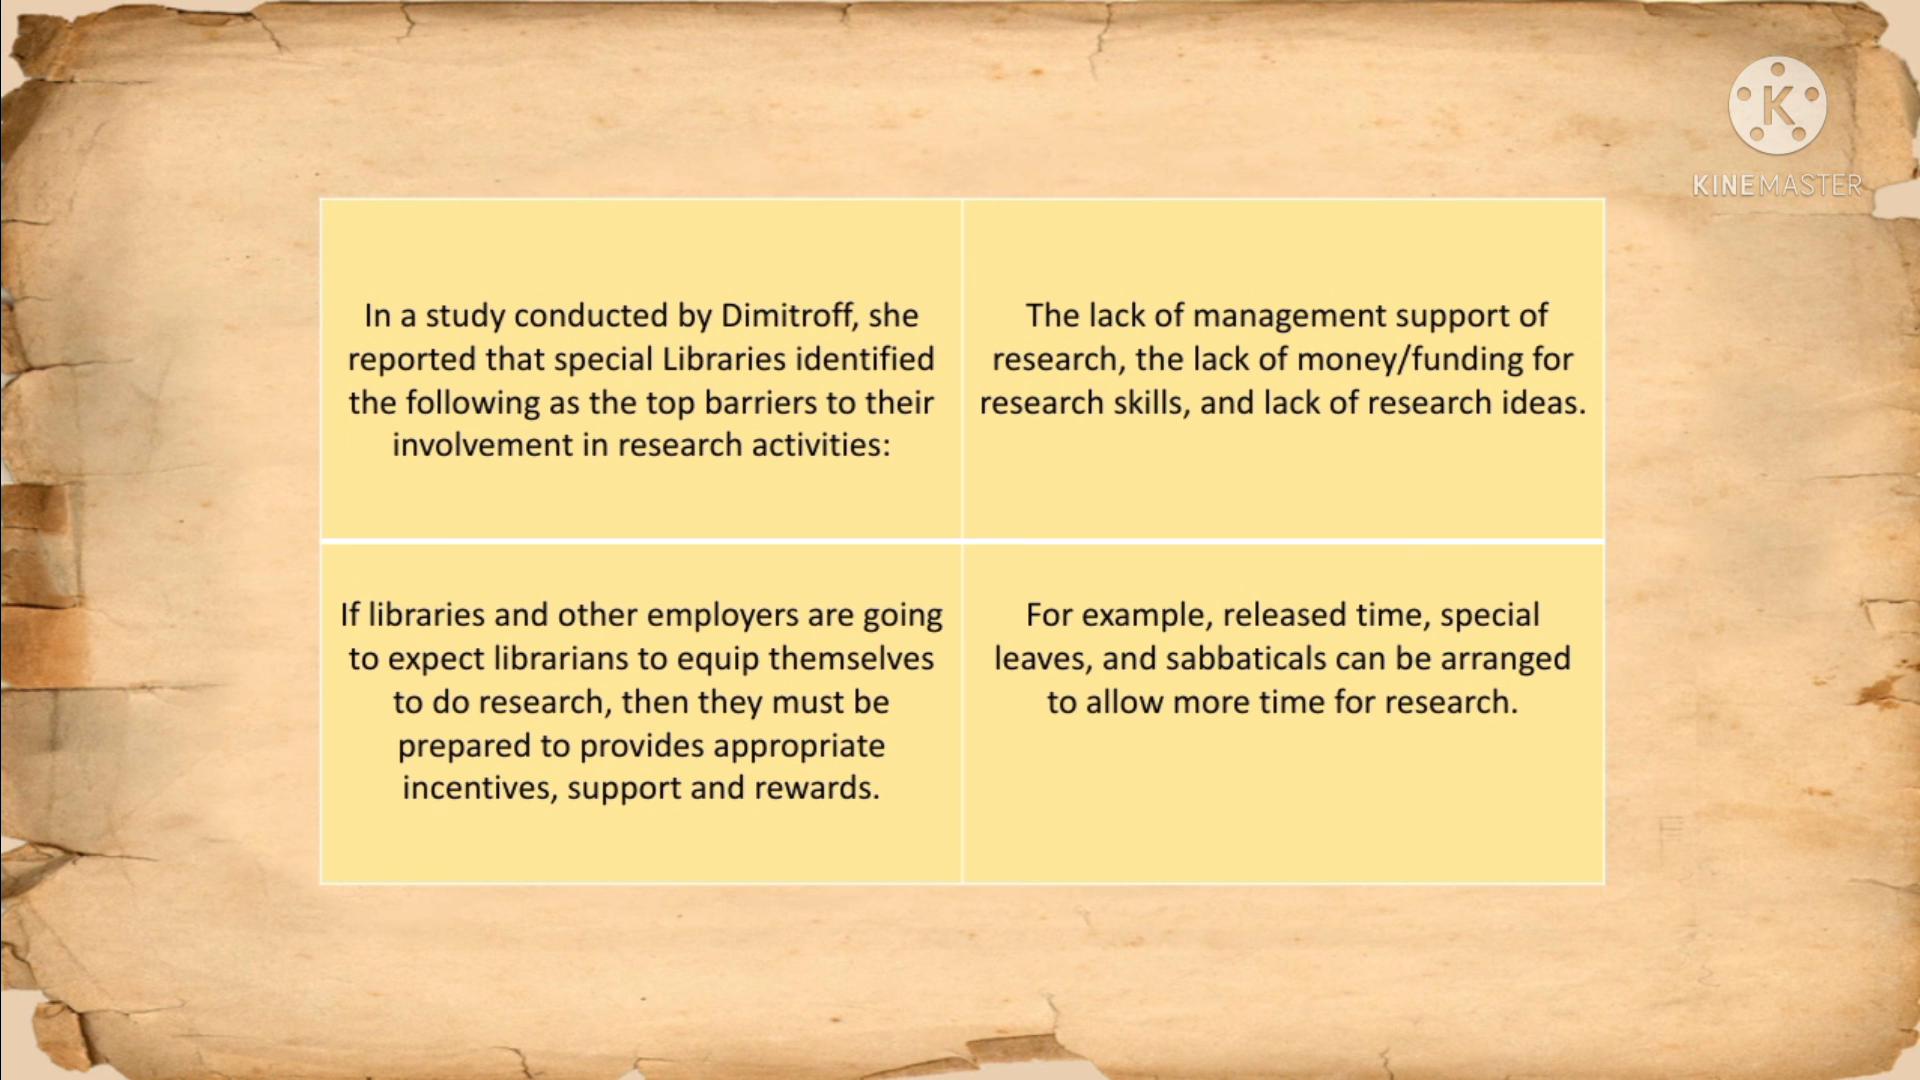 KINEMASTER
In a study conducted by Dimitroff, she
reported that special Libraries identified
the following as the top barriers to their
involvement in research activities:
The lack of management support of
research, the lack of money/funding for
research skills, and lack of research ideas.
If libraries and other employers are going
to expect librarians to equip themselves
to do research, then they must be
prepared to provides appropriate
incentives, support and rewards.
For example, released time, special
leaves, and sabbaticals can be arranged
to allow more time for research.